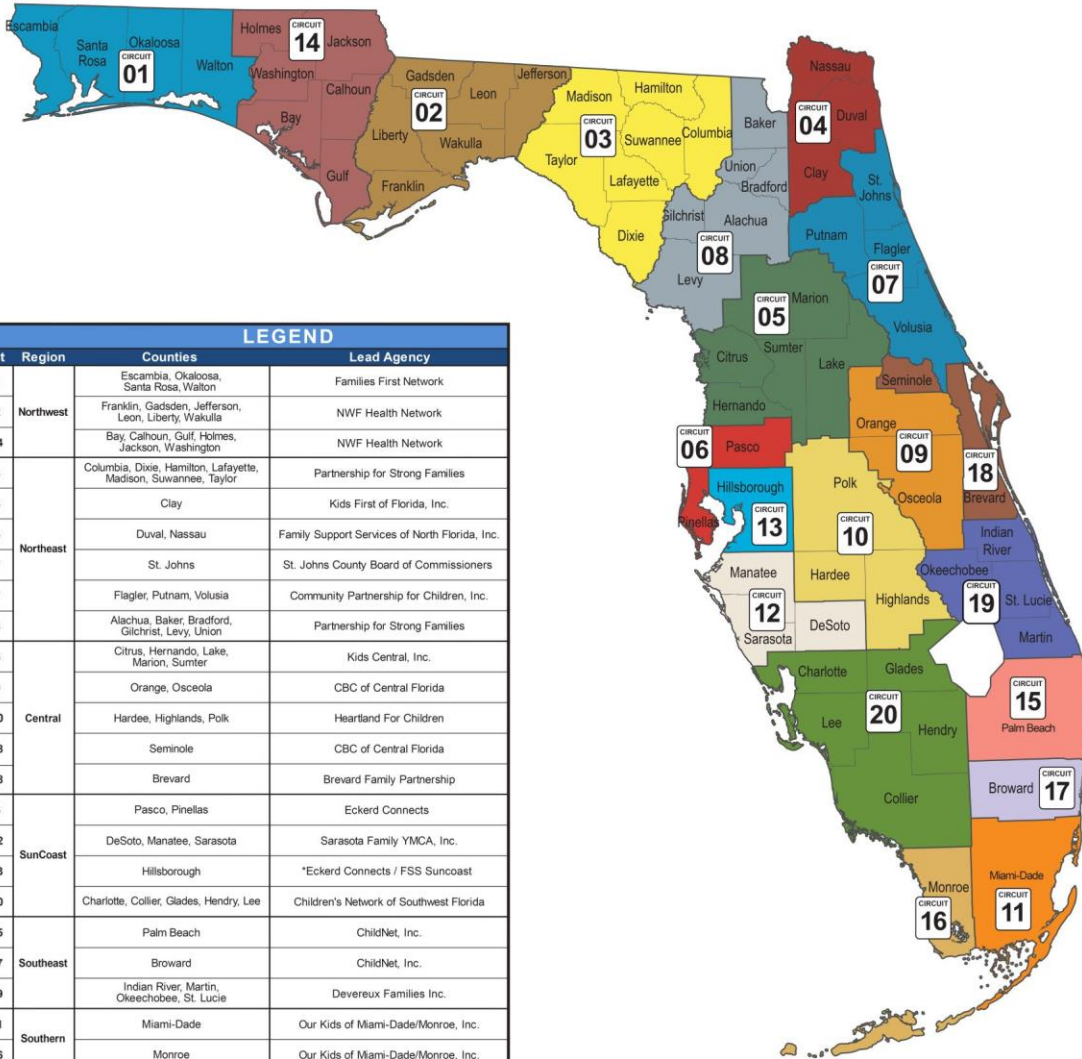 Escambia
Santa
Rosa
Okaloosa
Walton
CIRCUIT
01
Holmes
CIRCUIT
14
Jackson
Washington
Calhoun
Bay
Gulf
Gadsden
Jefferson
CIRCUIT
02
Leon
Liberty
Wakulla
Franklin
Madison
Hamilton
CIRCUIT
03
Suwannee
Columbia
Taylor
Lafayette
Dixie
Baker
Union
Bradford
Gilchrist
Alachua
CIRCUIT
08
Levy
Nassau
CIRCUIT
04
Duval
Clay
St.
Johns
Putnam
Flagler
CIRCUIT
07
Volusia
CIRCUIT
05
Marion
Citrus
Sumter
Lake
Hernando
Seminole
Orange
CIRCUIT
09
Osceola
CIRCUIT
18
Brevard
CIRCUIT
06
Pasco
Pinellas
Hillsborough
CIRCUIT
13
Polk
CIRCUIT
10
Hardee
Highlands
Manatee
CIRCUIT
12
Sarasota
DeSoto
Indian
River
Okeechobee
CIRCUIT
19
St. Lucie
Martin
Charlotte
Glades
CIRCUIT
20
Lee
Hendry
Collier
CIRCUIT
15
Palm Beach
Broward
CIRCUIT
17
Monroe
CIRCUIT
16
Miami-Dade
CIRCUIT
11
LEGEND
Region Counties Lead Agency
Northwest
Escambia, Okaloosa,
Santa Rosa, Walton
Families First Network
Franklin, Gadsden, Jefferson,
Leon, Liberty, Wakulla
NWF Health Network
Bay, Calhoun, Gulf, Holmes,
Jackson, Washington
NWF Health Network
Northeast
Columbia, Dixie, Hamilton, Lafayette,
Madison, Suwannee, Taylor
Partnership for Strong Families
Clay
Kids First of Florida, Inc.
Duval, Nassau
Family Support Services of North Florida, Inc.
St. Johns
St. Johns County Board of Commissioners
Flagler, Putnam, Volusia
Community Partnership for Children, Inc.
Alachua, Baker, Bradford,
Gilchrist, Levy, Union
Partnership for Strong Families
Central
Citrus, Hernando, Lake,
Marion, Sumter
Kids Central, Inc.
Orange, Osceola
CBC of Central Florida
Hardee, Highlands, Polk
Heartland For Children
Seminole
CBC of Central Florida
Brevard
Brevard Family Partnership
SunCoast
Pasco, Pinellas
Eckerd Connects
DeSoto, Manatee, Sarasota
Sarasota Family YMCA, Inc.
Hillsborough
*Eckerd Connects / FSS Suncoast
Charlotte, Collier, Glades, Hendry, Lee
Children's Network of Southwest Florida
Southeast
Palm Beach
ChildNet, Inc.
Broward
ChildNet, Inc.
Indian River, Martin,
Okeechobee, St. Lucie
Devereux Families Inc.
Southern
Miami-Dade
Our Kids of Miami-Dade/Monroe, Inc.
Monroe
Our Kids of Miami-Dade/Monroe, Inc.